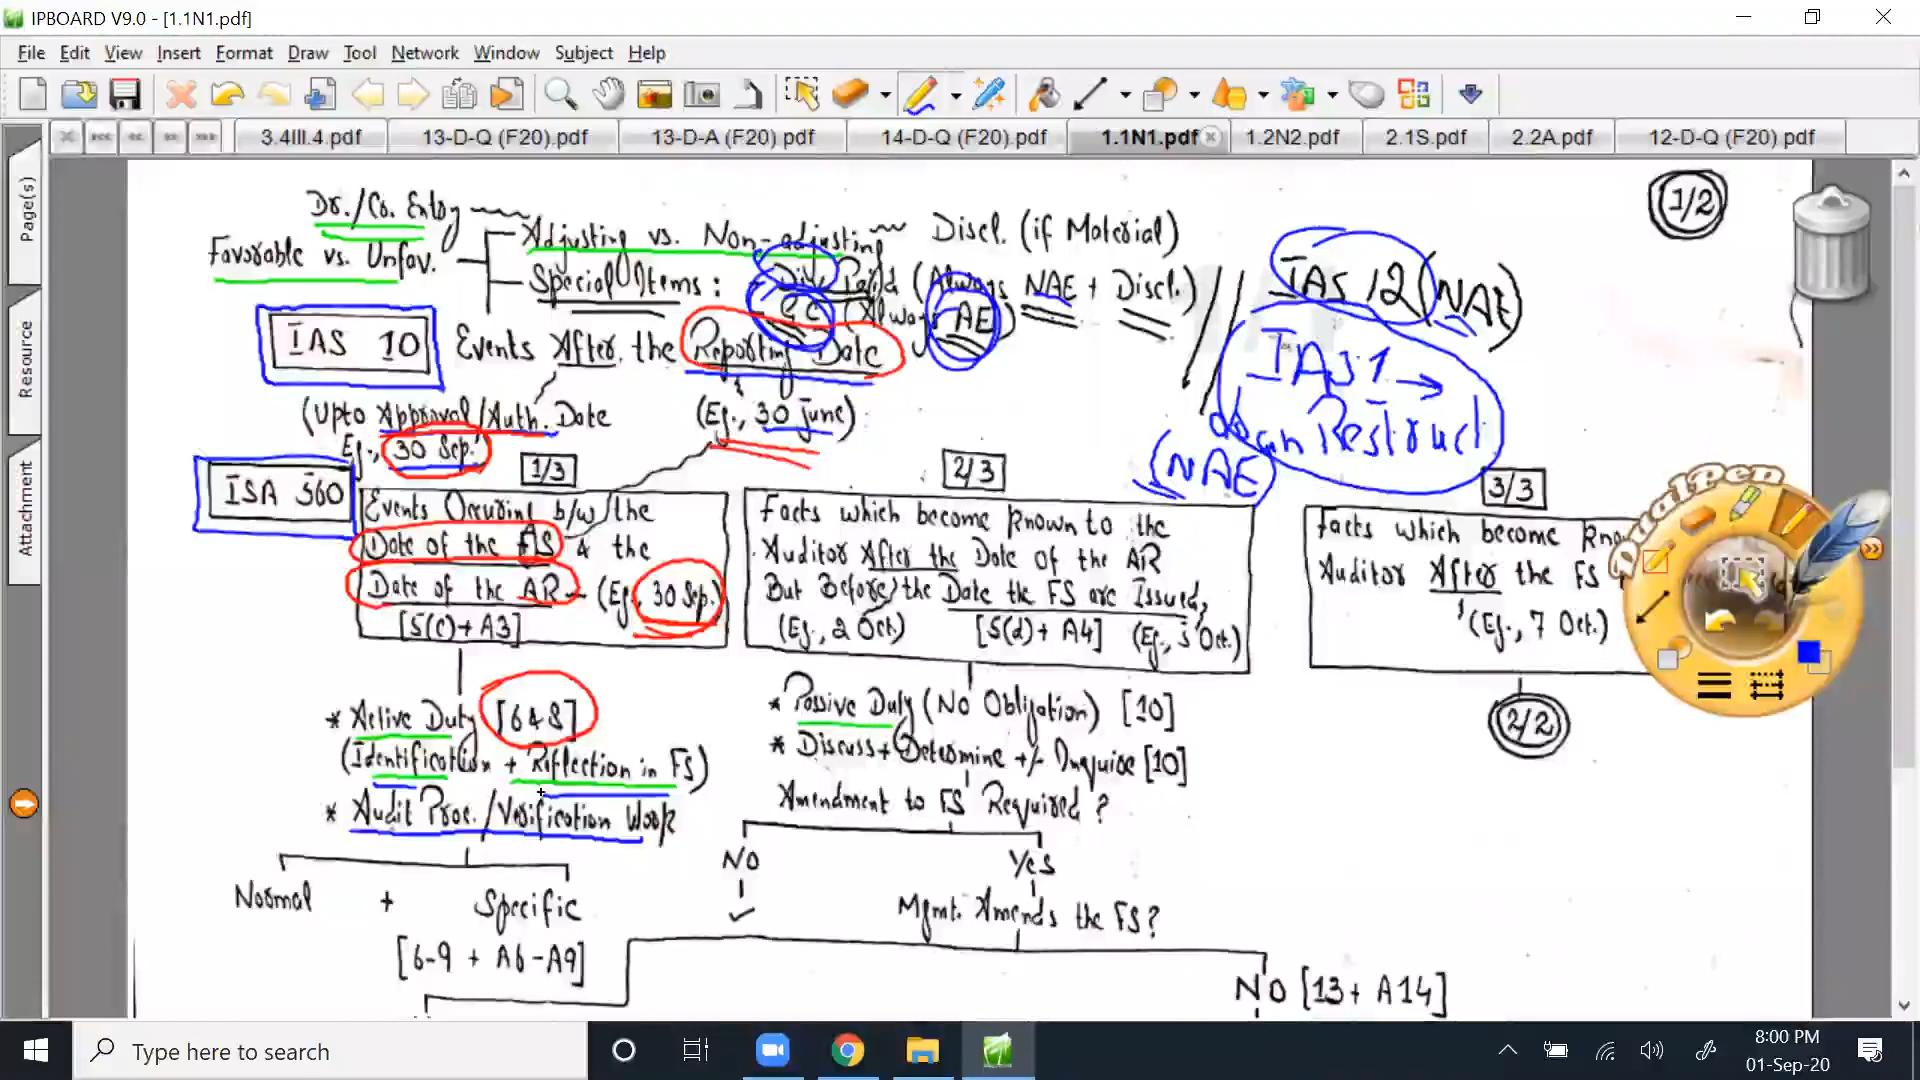 IPBOARD V9.0 - [1.1N1.pdf]
File Edit View Insert Format Draw Tool Network Window Subject Help
3.4III.4.pdf 13-D-Q (F20).pdf 13-D-A (F20).pdf 14-D-Q (F20).pdf 1.1N1.pdf 1.2N2.pdf 2.1S.pdf 2.2A.pdf 12-D-Q (F20).pdf
Page(s)
Resource
Attachment
1/2
Dr./Cr. Entry
Adjusting vs. Non-adjusting Discl. (if Material)
Favorable vs. Unfav.
Special Items: Div. Paid (Always NAE + Discl.)
GC (Always AE)
IAS 12 (NAE)
IAS 1 →
Loan Restruct
(NAE)
IAS 10 Events After the Reporting Date
(Upto Approval/Auth. Date (Eg., 30 June)
Eg., 30 Sep.
ISA 560
1/3
Events Occuring b/w the
Date of the FS & the
Date of the AR (Eg., 30 Sep.)
[5(c)+ A3]
2/3
Facts which become known to the
Auditor After the Date of the AR
But Before the Date the FS are Issued,
(Eg., 2 Oct.) [5(d)+ A4] (Eg., 5 Oct.)
3/3
Facts which become
Auditor After the FS
(Eg., 7 Oct.)
2/2
DualPen
* Active Duty [6&8]
(Identification + Reflection in FS)
* Audit Proc./Verification Work
Normal + Specific
[6-9 + A6-A9]
* Passive Duty (No Obligation) [10]
* Discuss+Determine +/- Inquire [10]
Amendment to FS Required?
NO Yes
Mgmt. Amends the FS?
NO [13+ A14]
Type here to search
8:00 PM
01-Sep-20